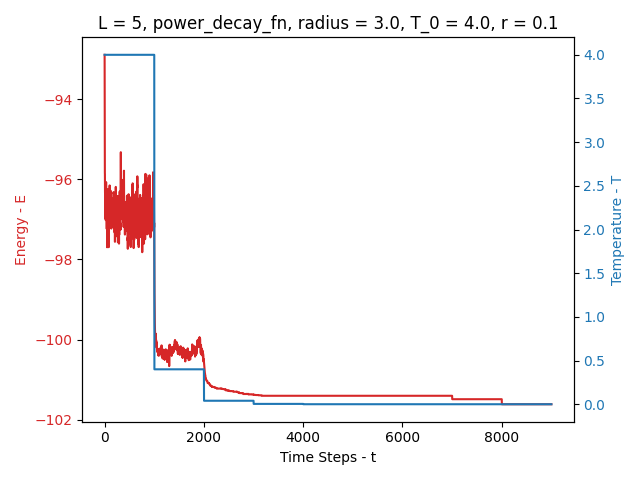 L = 5, power_decay_fn, radius = 3.0, T_0 = 4.0, r = 0.1
4.0
−94
3.5
3.0
−96
2.5
Energy - E
2.0
Temperature - T
−98
1.5
1.0
−100
0.5
−102
0.0
0 2000 4000 6000 8000
Time Steps - t